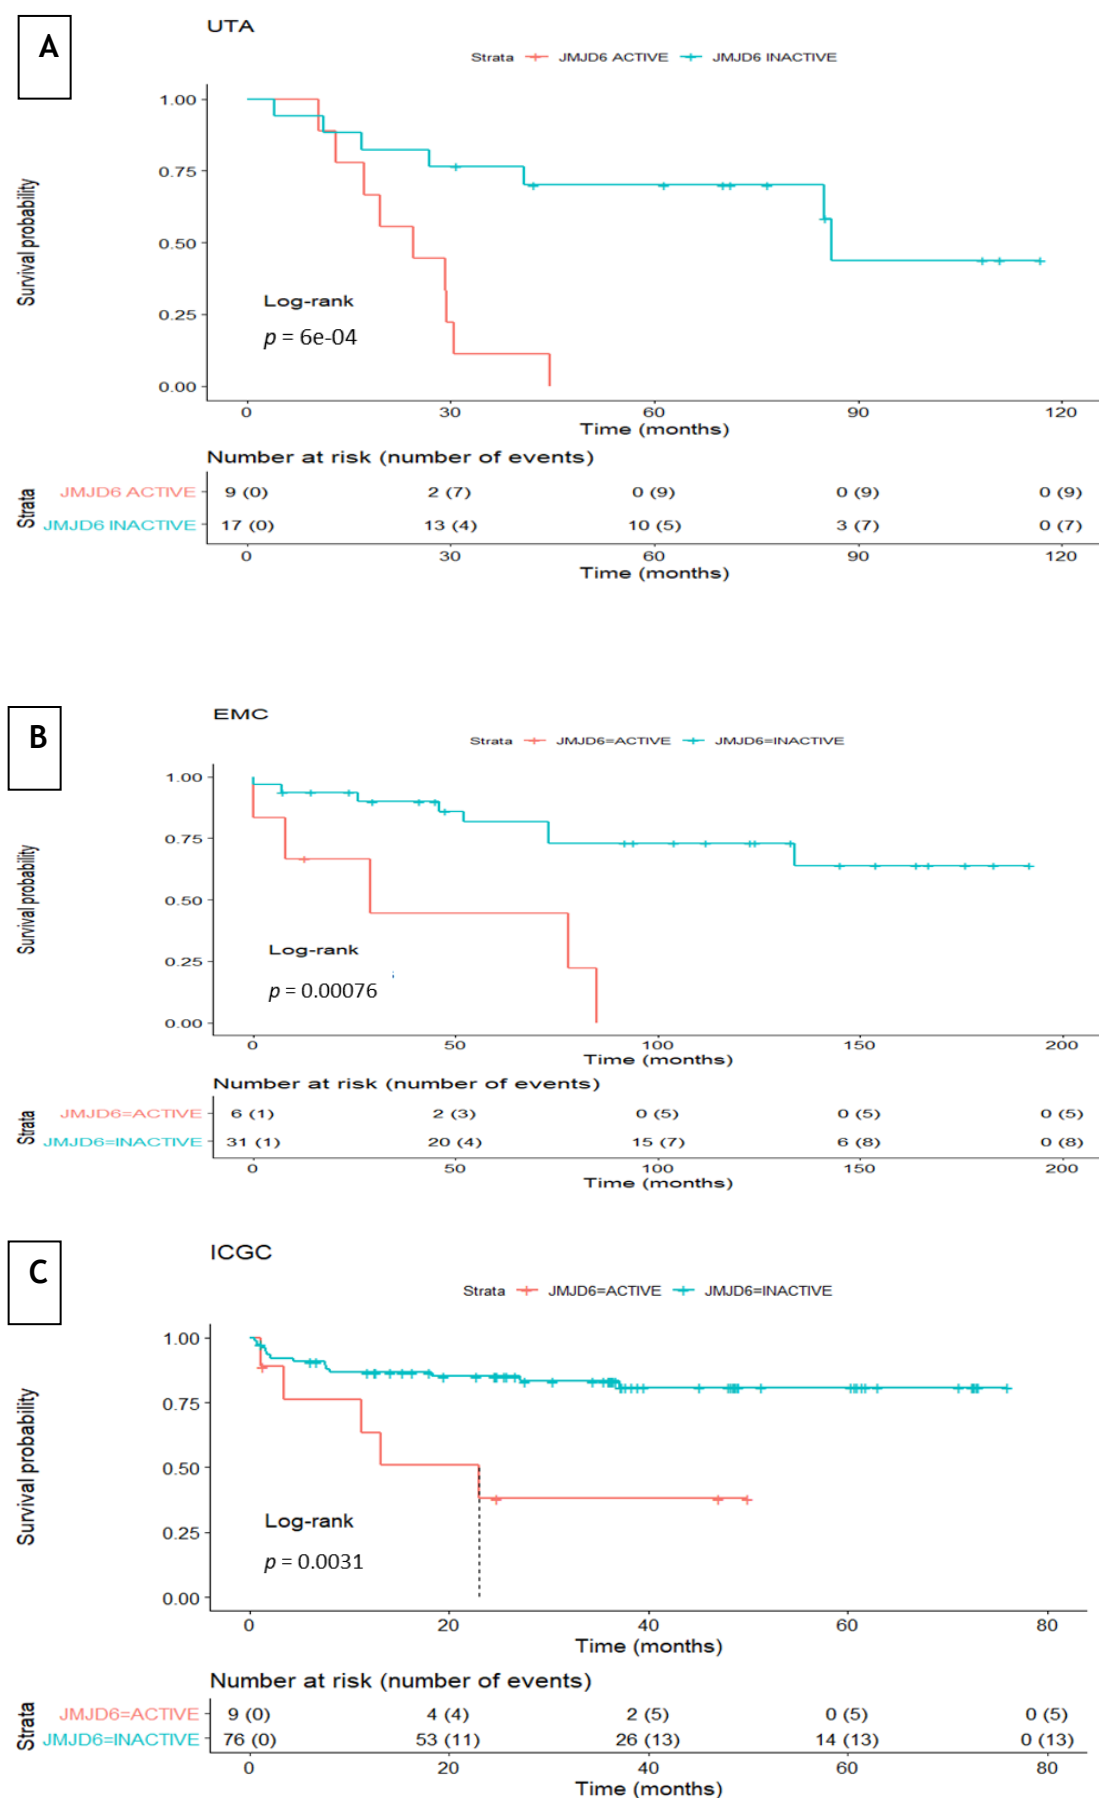 A
UTA
Strata JMJD6 ACTIVE JMJD6 INACTIVE
Survival probability
1.00
0.75
0.50
0.25
0.00
Log-rank
p = 6e-04
0 30 60 90 120
Time (months)
Number at risk (number of events)
Strata
JMJD6 ACTIVE 9 (0) 2 (7) 0 (9) 0 (9) 0 (9)
JMJD6 INACTIVE 17 (0) 13 (4) 10 (5) 3 (7) 0 (7)
0 30 60 90 120
Time (months)
B
EMC
Strata JMJD6=ACTIVE JMJD6=INACTIVE
Survival probability
1.00
0.75
0.50
0.25
0.00
Log-rank
p = 0.00076
0 50 100 150 200
Time (months)
Number at risk (number of events)
Strata
JMJD6=ACTIVE 6 (1) 2 (3) 0 (5) 0 (5) 0 (5)
JMJD6=INACTIVE 31 (1) 20 (4) 15 (7) 6 (8) 0 (8)
0 50 100 150 200
Time (months)
C
ICGC
Strata JMJD6=ACTIVE JMJD6=INACTIVE
Survival probability
1.00
0.75
0.50
0.25
0.00
Log-rank
p = 0.0031
0 20 40 60 80
Time (months)
Number at risk (number of events)
Strata
JMJD6=ACTIVE 9 (0) 4 (4) 2 (5) 0 (5) 0 (5)
JMJD6=INACTIVE 76 (0) 53 (11) 26 (13) 14 (13) 0 (13)
0 20 40 60 80
Time (months)